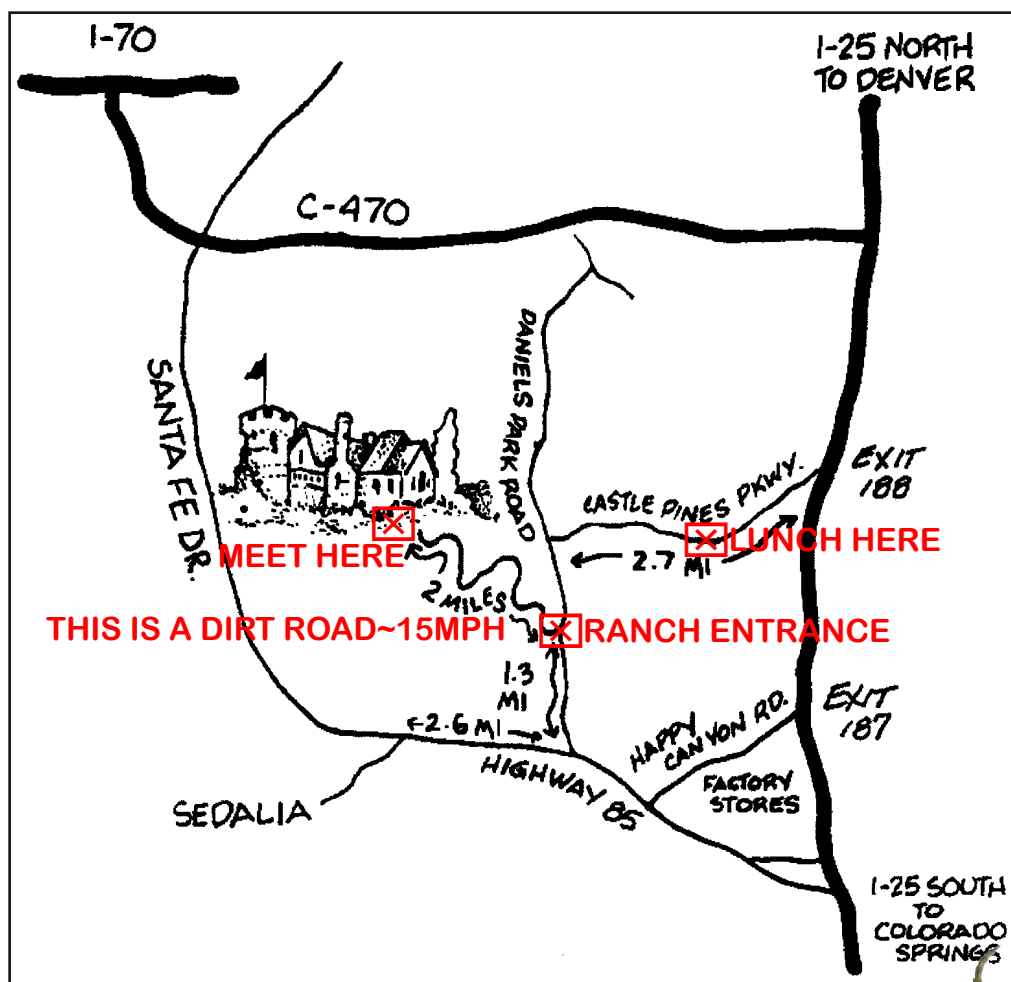 I-70
I-25 NORTH
TO DENVER
C-470
DANIELS PARK ROAD
SANTA FE DR.
EXIT
188
CASTLE PINES PKWY.
MEET HERE
LUNCH HERE
2.7
MI
2 MILES
THIS IS A DIRT ROAD~15MPH
RANCH ENTRANCE
1.3
MI
2.6 MI
EXIT
187
HAPPY
CANYON RD.
HIGHWAY 85
FACTORY
STORES
SEDALIA
I-25 SOUTH
TO
COLORADO
SPRINGS